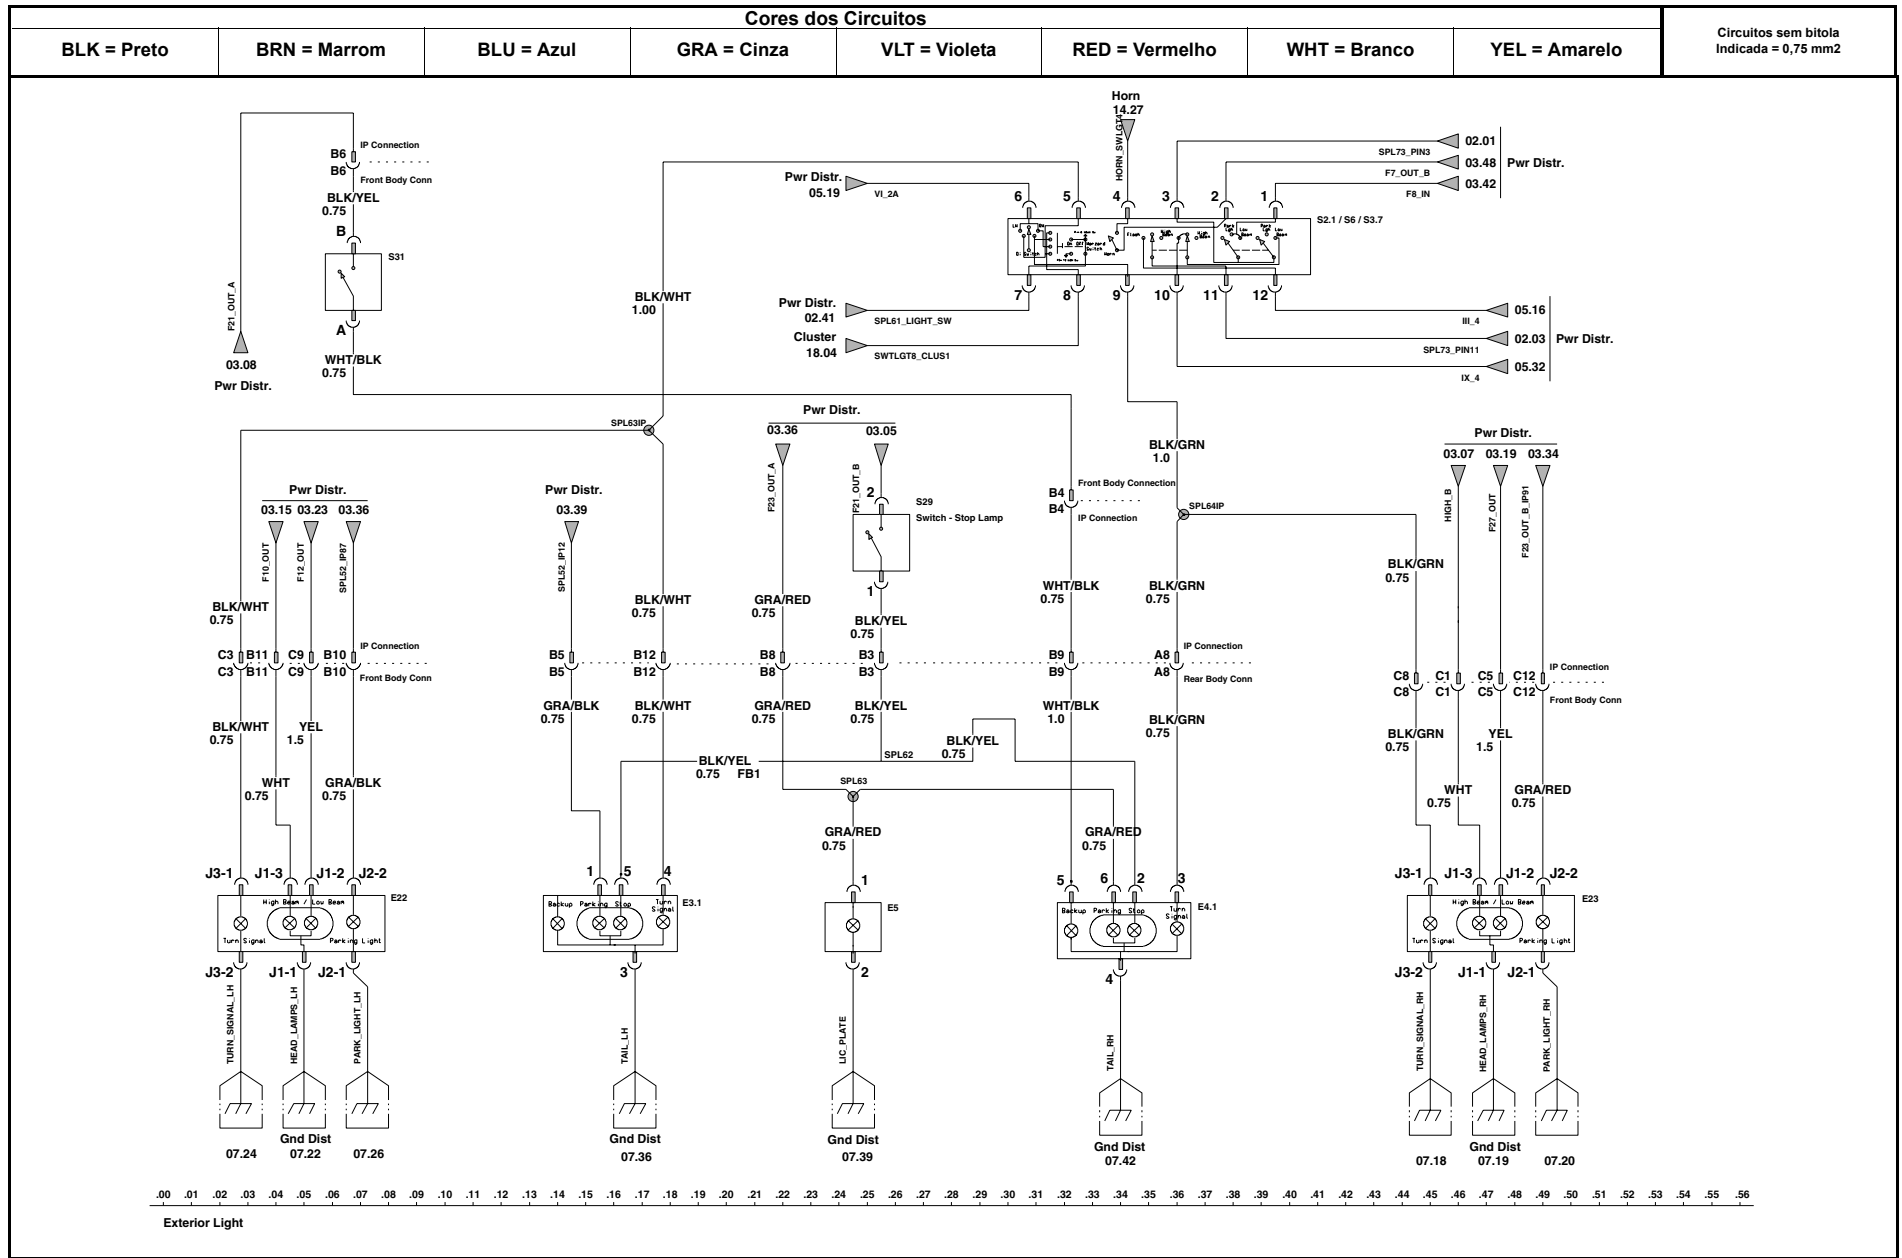 Cores dos Circuitos
BLK = Preto
BRN = Marrom
BLU = Azul
GRA = Cinza
VLT = Violeta
RED = Vermelho
WHT = Branco
YEL = Amarelo
Circuitos sem bitola
Indicada = 0,75 mm2
B6
IP Connection
B6
Front Body Conn
BLK/YEL
0.75
B
S31
A
WHT/BLK
0.75
F21_OUT_A
03.08
Pwr Distr.
Horn
14.27
HORN_SWLGT4
Pwr Distr.
05.19
VI_2A
6 5 4 3 2 1
02.01
SPL73_PIN3
03.48
Pwr Distr.
F7_OUT_B
03.42
F8_IN
S2.1 / S6 / S3.7
7 8 9 10 11 12
Pwr Distr.
02.41
SPL61_LIGHT_SW
Cluster
18.04
SWTLGT8_CLUS1
05.16
III_4
02.03
Pwr Distr.
SPL73_PIN11
05.32
IX_4
BLK/WHT
1.00
SPL63IP
Pwr Distr.
03.36 03.05
F23_OUT_A
F21_OUT_B
2
S29
Switch - Stop Lamp
1
BLK/GRN
1.0
B4
Front Body Connection
B4
IP Connection
SPL64IP
Pwr Distr.
03.07 03.19 03.34
HIGH_B
F27_OUT
F23_OUT_B_IP91
Pwr Distr.
03.15 03.23 03.36
F10_OUT
F12_OUT
SPL52_IP87
Pwr Distr.
03.39
SPL52_IP12
BLK/WHT
0.75
BLK/WHT
0.75
GRA/RED
0.75
BLK/YEL
0.75
WHT/BLK
0.75
BLK/GRN
0.75
BLK/GRN
0.75
C3 B11 C9 B10
IP Connection
C3 B11 C9 B10
Front Body Conn
B5 B12 B8 B3 B9 A8
IP Connection
B5 B12 B8 B3 B9 A8
Rear Body Conn
C8 C1 C5 C12
IP Connection
C8 C1 C5 C12
Front Body Conn
BLK/WHT
0.75
YEL
1.5
WHT
0.75
GRA/BLK
0.75
GRA/BLK
0.75
BLK/WHT
0.75
GRA/RED
0.75
BLK/YEL
0.75
WHT/BLK
1.0
BLK/GRN
0.75
BLK/YEL
0.75
BLK/YEL
0.75 FB1
SPL62
SPL63
GRA/RED
0.75
GRA/RED
0.75
BLK/GRN
0.75
YEL
1.5
WHT
0.75
GRA/RED
0.75
J3-1 J1-3 J1-2 J2-2
E22
High Beam / Low Beam
Turn Signal
Parking Light
J3-2 J1-1 J2-1
1 5 4
E3.1
Backup Parking Stop Turn Signal
3
1
E5
2
5 6 2 3
E4.1
Backup Parking Stop Turn Signal
4
J3-1 J1-3 J1-2 J2-2
E23
High Beam / Low Beam
Turn Signal
Parking Light
J3-2 J1-1 J2-1
TURN_SIGNAL_LH
HEAD_LAMPS_LH
PARK_LIGHT_LH
TAIL_LH
LIC_PLATE
TAIL_RH
TURN_SIGNAL_RH
HEAD_LAMPS_RH
PARK_LIGHT_RH
Gnd Dist
07.24 07.22 07.26
Gnd Dist
07.36
Gnd Dist
07.39
Gnd Dist
07.42
Gnd Dist
07.18 07.19 07.20
.00 .01 .02 .03 .04 .05 .06 .07 .08 .09 .10 .11 .12 .13 .14 .15 .16 .17 .18 .19 .20 .21 .22 .23 .24 .25 .26 .27 .28 .29 .30 .31 .32 .33 .34 .35 .36 .37 .38 .39 .40 .41 .42 .43 .44 .45 .46 .47 .48 .49 .50 .51 .52 .53 .54 .55 .56
Exterior Light